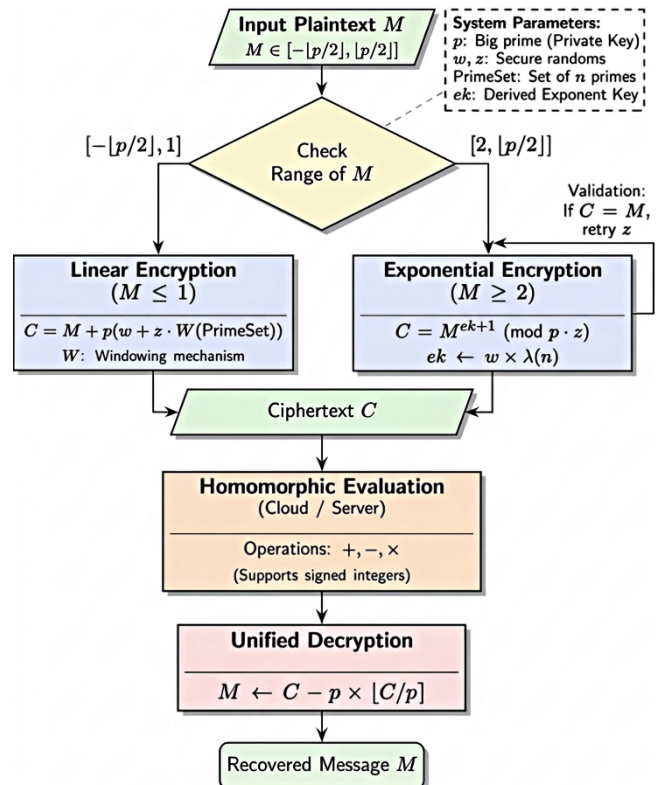 Input Plaintext M
M ∈ [-⌊p/2⌋, ⌊p/2⌋]
System Parameters:
p: Big prime (Private Key)
w, z: Secure randoms
PrimeSet: Set of n primes
ek: Derived Exponent Key
[-⌊p/2⌋, 1]
[2, ⌊p/2⌋]
Check
Range of M
Validation:
If C = M,
retry z
Linear Encryption
(M ≤ 1)
C = M + p(w + z · W(PrimeSet))
W: Windowing mechanism
Exponential Encryption
(M ≥ 2)
C = M^{ek+1} (mod p · z)
ek ← w × λ(n)
Ciphertext C
Homomorphic Evaluation
(Cloud / Server)
Operations: +, −, ×
(Supports signed integers)
Unified Decryption
M ← C − p × ⌊C/p⌉
Recovered Message M